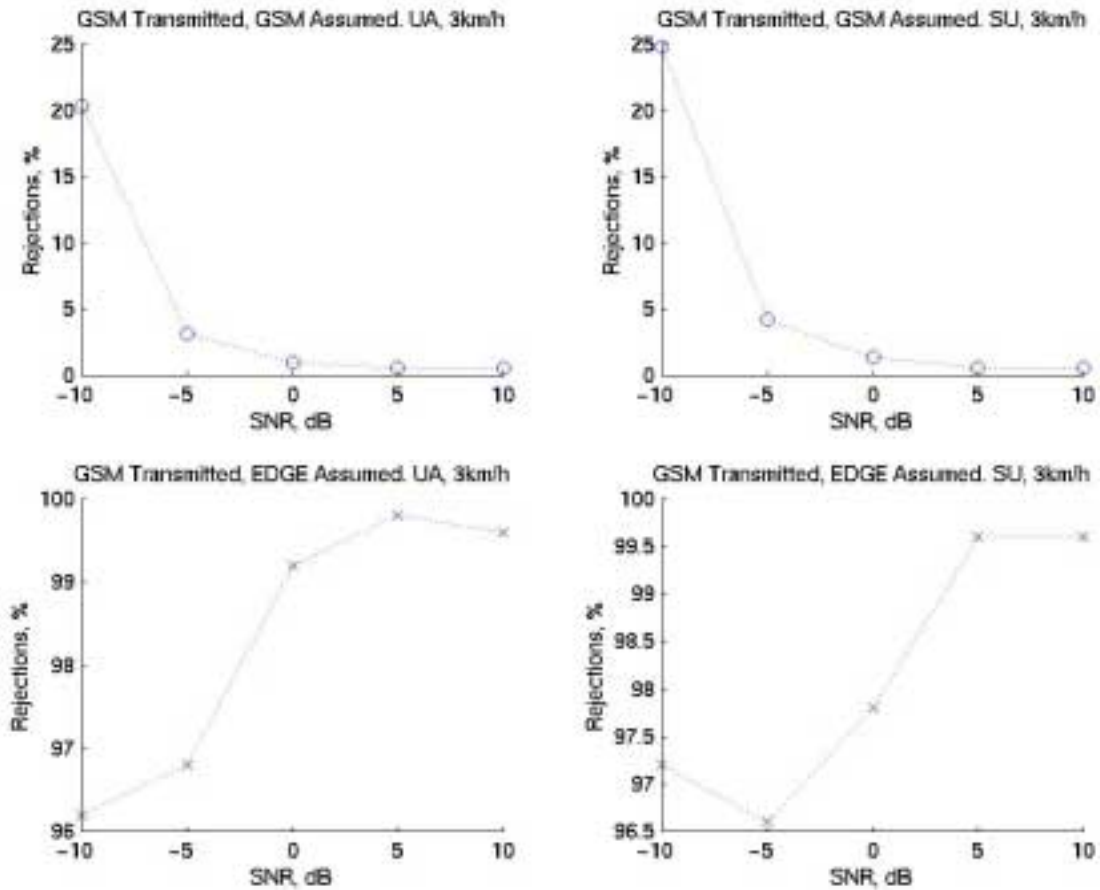 GSM Transmitted, GSM Assumed. UA, 3km/h
25
20
15
10
5
0
Rejections, %
−10 −5 0 5 10
SNR, dB
GSM Transmitted, GSM Assumed. SU, 3km/h
25
20
15
10
5
0
Rejections, %
−10 −5 0 5 10
SNR, dB
GSM Transmitted, EDGE Assumed. UA, 3km/h
100
99
98
97
96
Rejections, %
−10 −5 0 5 10
SNR, dB
GSM Transmitted, EDGE Assumed. SU, 3km/h
100
99.5
99
98.5
98
97.5
97
96.5
Rejections, %
−10 −5 0 5 10
SNR, dB